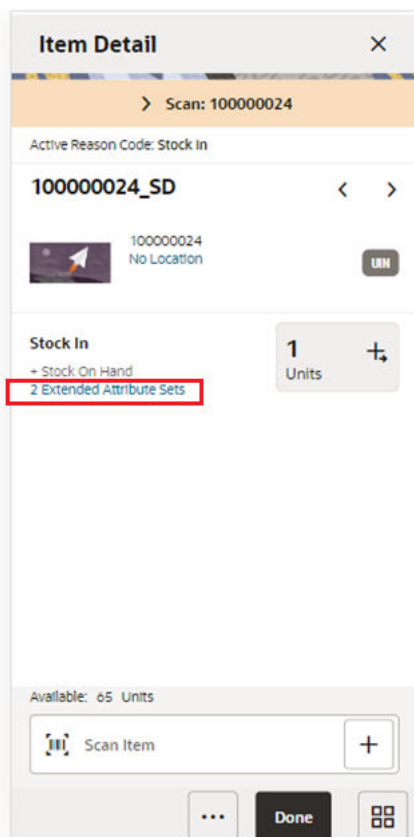 Item Detail
Scan: 100000024
Active Reason Code: Stock In
100000024_SD
100000024
No Location
UIN
Stock In
+ Stock On Hand
2 Extended Attribute Sets
1
Units
Available: 65 Units
Scan Item
Done